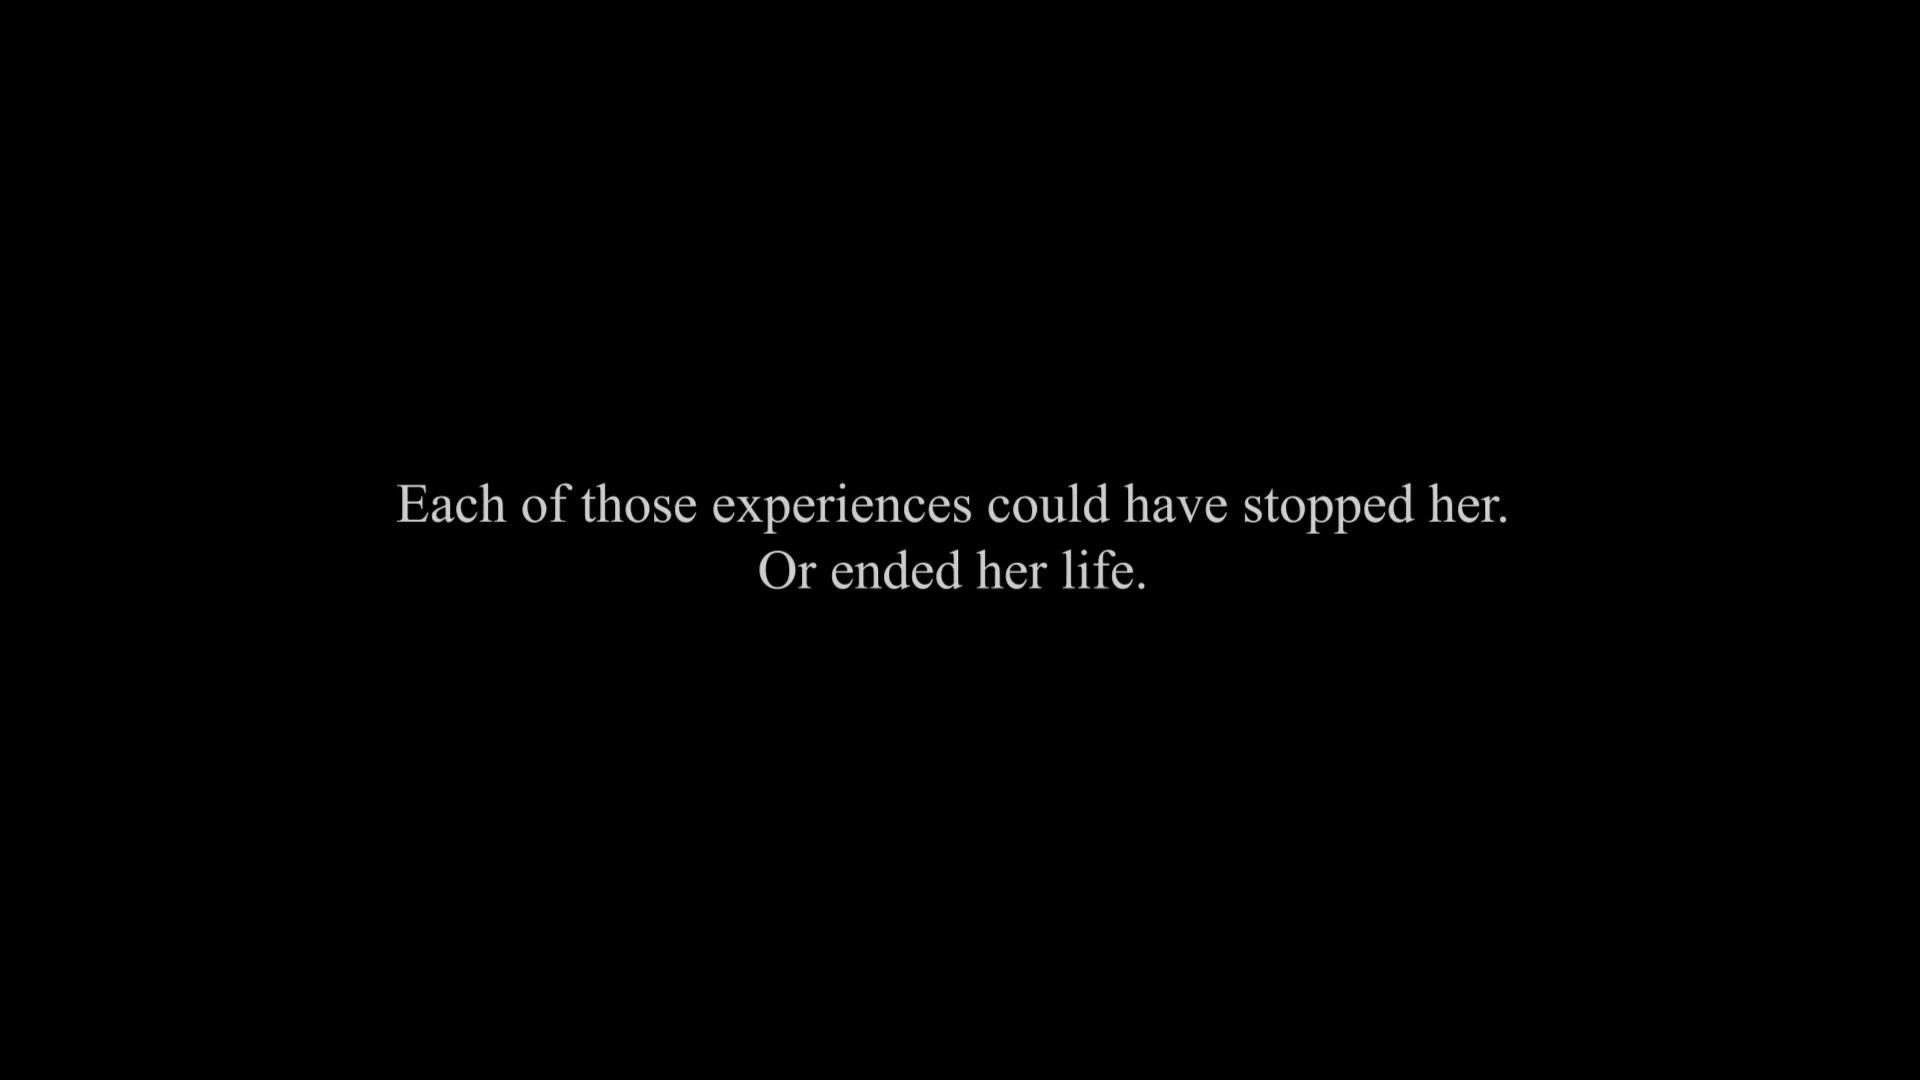 Each of those experiences could have stopped her.
Or ended her life.